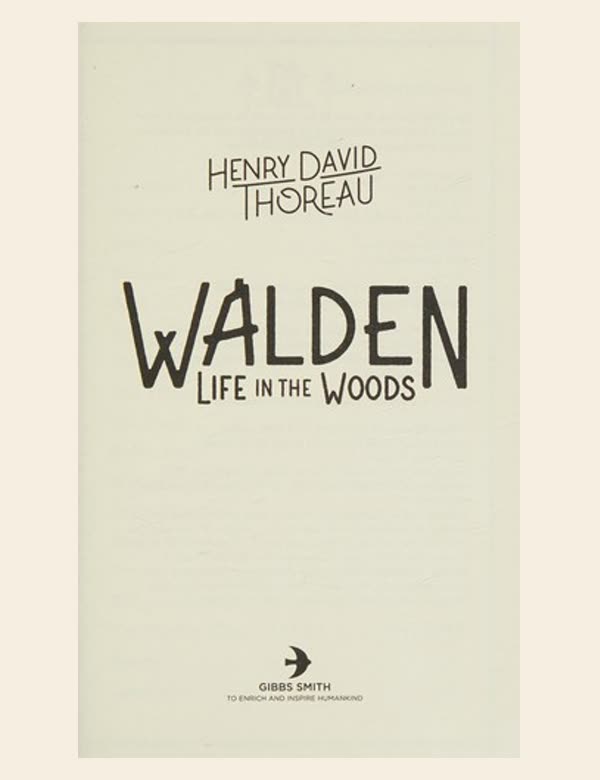 HENRY DAVID
THOREAU
WALDEN
LIFE IN THE WOODS
GIBBS SMITH
TO ENRICH AND INSPIRE HUMANKIND